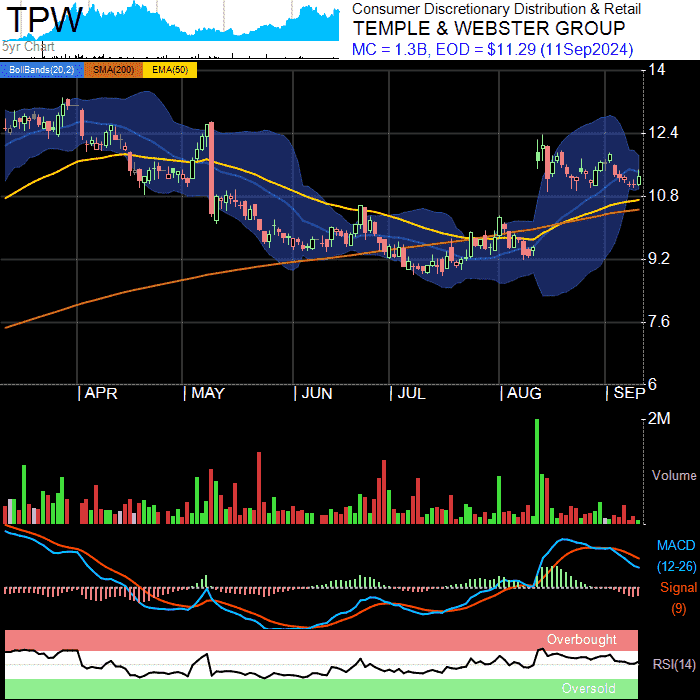 TPW
5yr Chart
Consumer Discretionary Distribution & Retail
TEMPLE & WEBSTER GROUP
MC = 1.3B, EOD = $11.29 (11Sep2024)
BollBands(20,2) SMA(200) EMA(50)
14
12.4
10.8
9.2
7.6
6
APR MAY JUN JUL AUG SEP
2M
Volume
MACD
(12-26)
Signal
(9)
Overbought
RSI(14)
Oversold